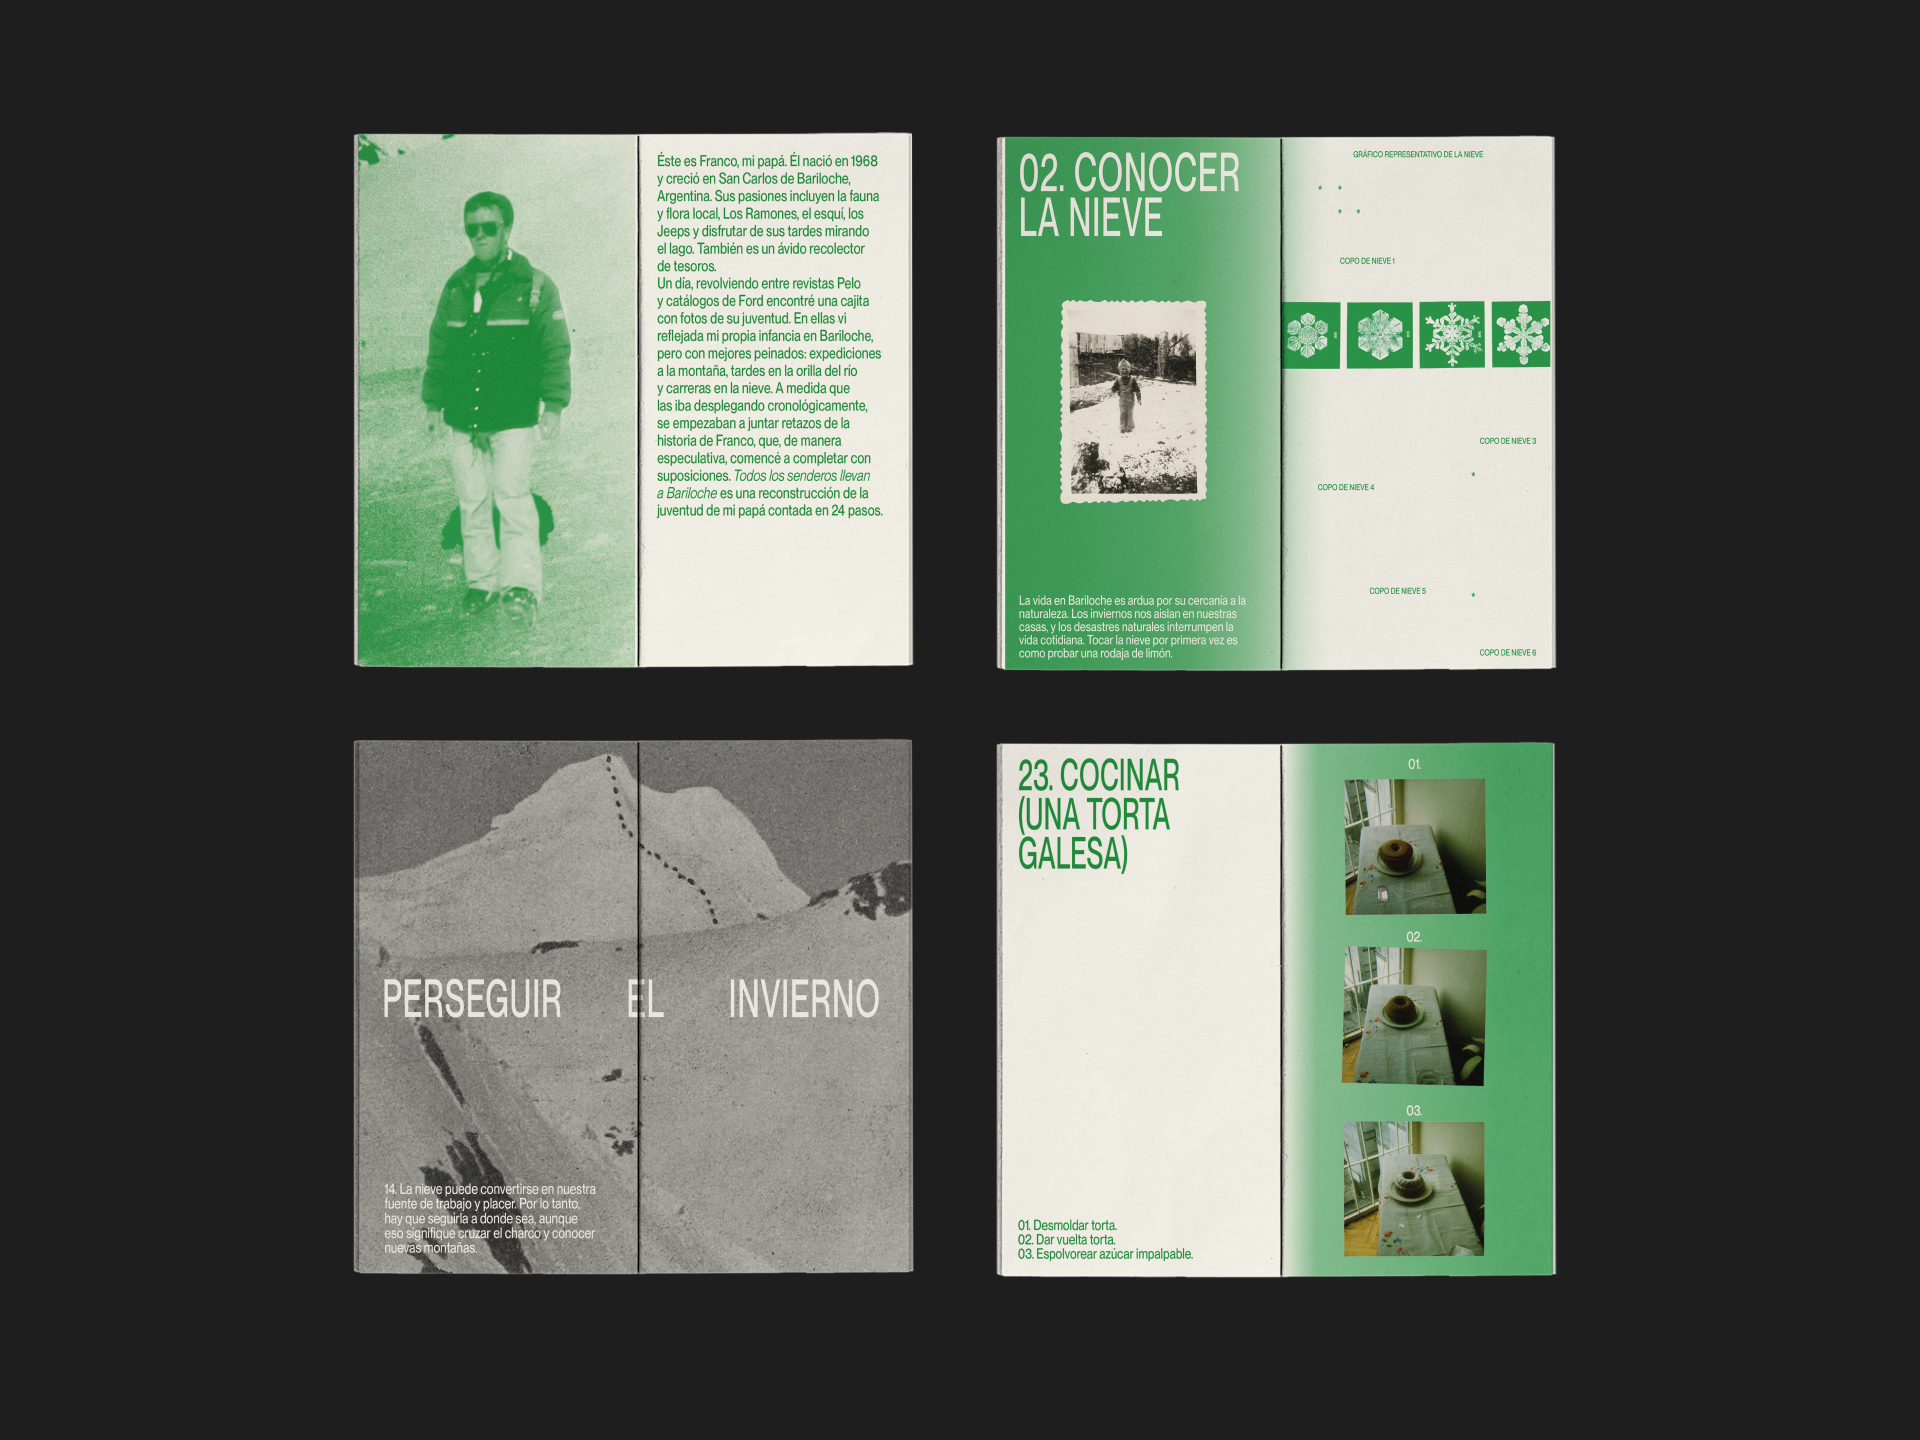 Éste es Franco, mi papá. Él nació en 1968
y creció en San Carlos de Bariloche,
Argentina. Sus pasiones incluyen la fauna
y flora local, Los Ramones, el esquí, los
Jeeps y disfrutar de sus tardes mirando
el lago. También es un ávido recolector
de tesoros.
Un día, revolviendo entre revistas Pelo
y catálogos de Ford encontré una cajita
con fotos de su juventud. En ellas vi
reflejada mi propia infancia en Bariloche,
pero con mejores peinados: expediciones
a la montaña, tardes en la orilla del río
y carreras en la nieve. A medida que
las iba desplegando cronológicamente,
se empezaban a juntar retazos de la
historia de Franco, que, de manera
especulativa, comencé a completar con
suposiciones. Todos los senderos llevan
a Bariloche es una reconstrucción de la
juventud de mi papá contada en 24 pasos.
02. CONOCER
LA NIEVE
La vida en Bariloche es ardua por su cercania a la
naturaleza. Los inviernos nos aislan en nuestras
casas, y los desastres naturales interrumpen la
vida cotidiana. Tocar la nieve por primera vez es
como probar una rodaja de limón.
GRÁFICO REPRESENTATIVO DE LA NIEVE
* *
* *
COPO DE NIEVE 1
COPO DE NIEVE 3
*
COPO DE NIEVE 4
COPO DE NIEVE 5
*
COPO DE NIEVE 6
PERSEGUIR EL INVIERNO
14. La nieve puede convertirse en nuestra
fuente de trabajo y placer. Por lo tanto,
hay que seguirla a donde sea, aunque
eso signifique cruzar el charco y conocer
nuevas montañas.
23. COCINAR
(UNA TORTA
GALESA)
01. Desmoldar torta.
02. Dar vuelta torta.
03. Espolvorear azúcar impalpable.
01.
02.
03.